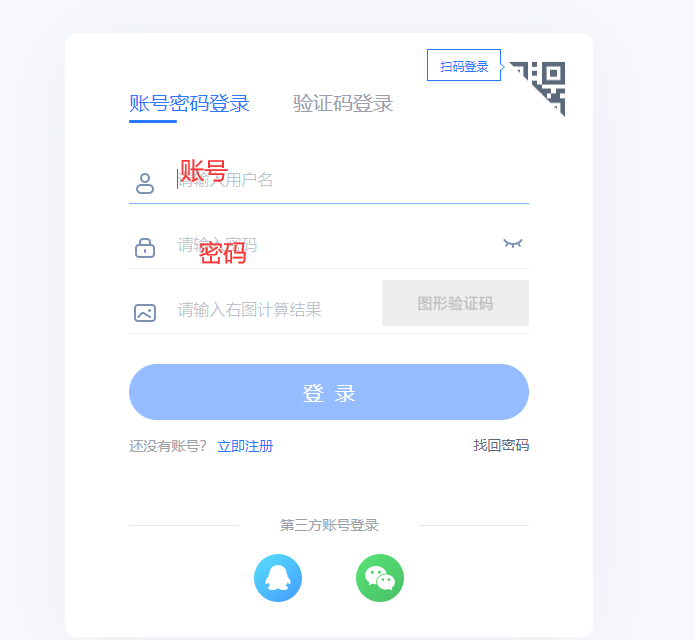 扫码登录
账号密码登录 验证码登录
账号
请输入用户名
请输入密码
密码
请输入右图计算结果 图形验证码
登 录
还没有账号? 立即注册 找回密码
第三方账号登录